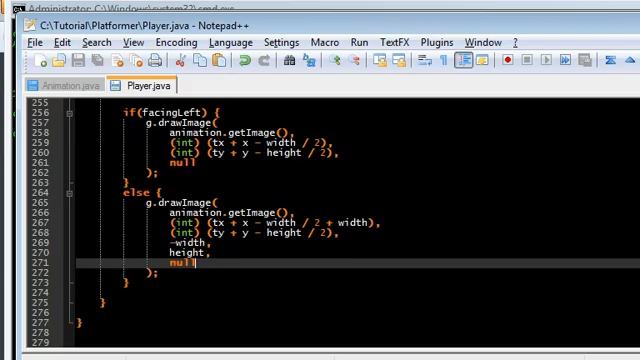 Administrator: C:\Windows\system32\cmd.exe
C:\Tutorial\Platformer\Player.java - Notepad++
File Edit Search View Encoding Language Settings Macro Run TextFX Plugins Window ?
Animation.java Player.java
255
256 if(facingLeft) {
257 g.drawImage(
258 animation.getImage(),
259 (int) (tx + x - width / 2),
260 (int) (ty + y - height / 2),
261 null
262 );
263 }
264 else {
265 g.drawImage(
266 animation.getImage(),
267 (int) (tx + x - width / 2 + width),
268 (int) (ty + y - height / 2),
269 -width,
270 height,
271 null
272 );
273 }
274
275 }
276
277 }
278
279